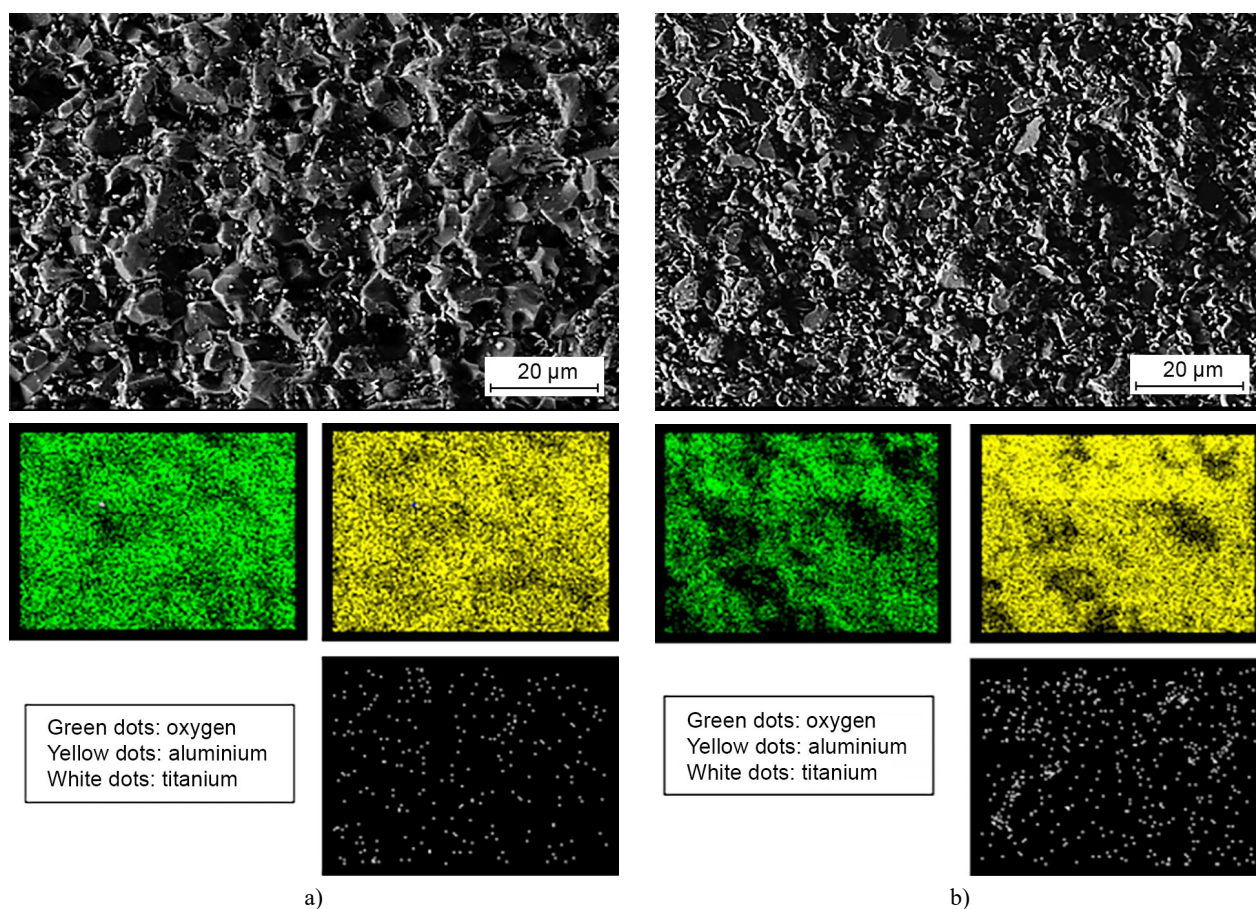 20 µm
20 µm
Green dots: oxygen
Yellow dots: aluminium
White dots: titanium
Green dots: oxygen
Yellow dots: aluminium
White dots: titanium
a)
b)